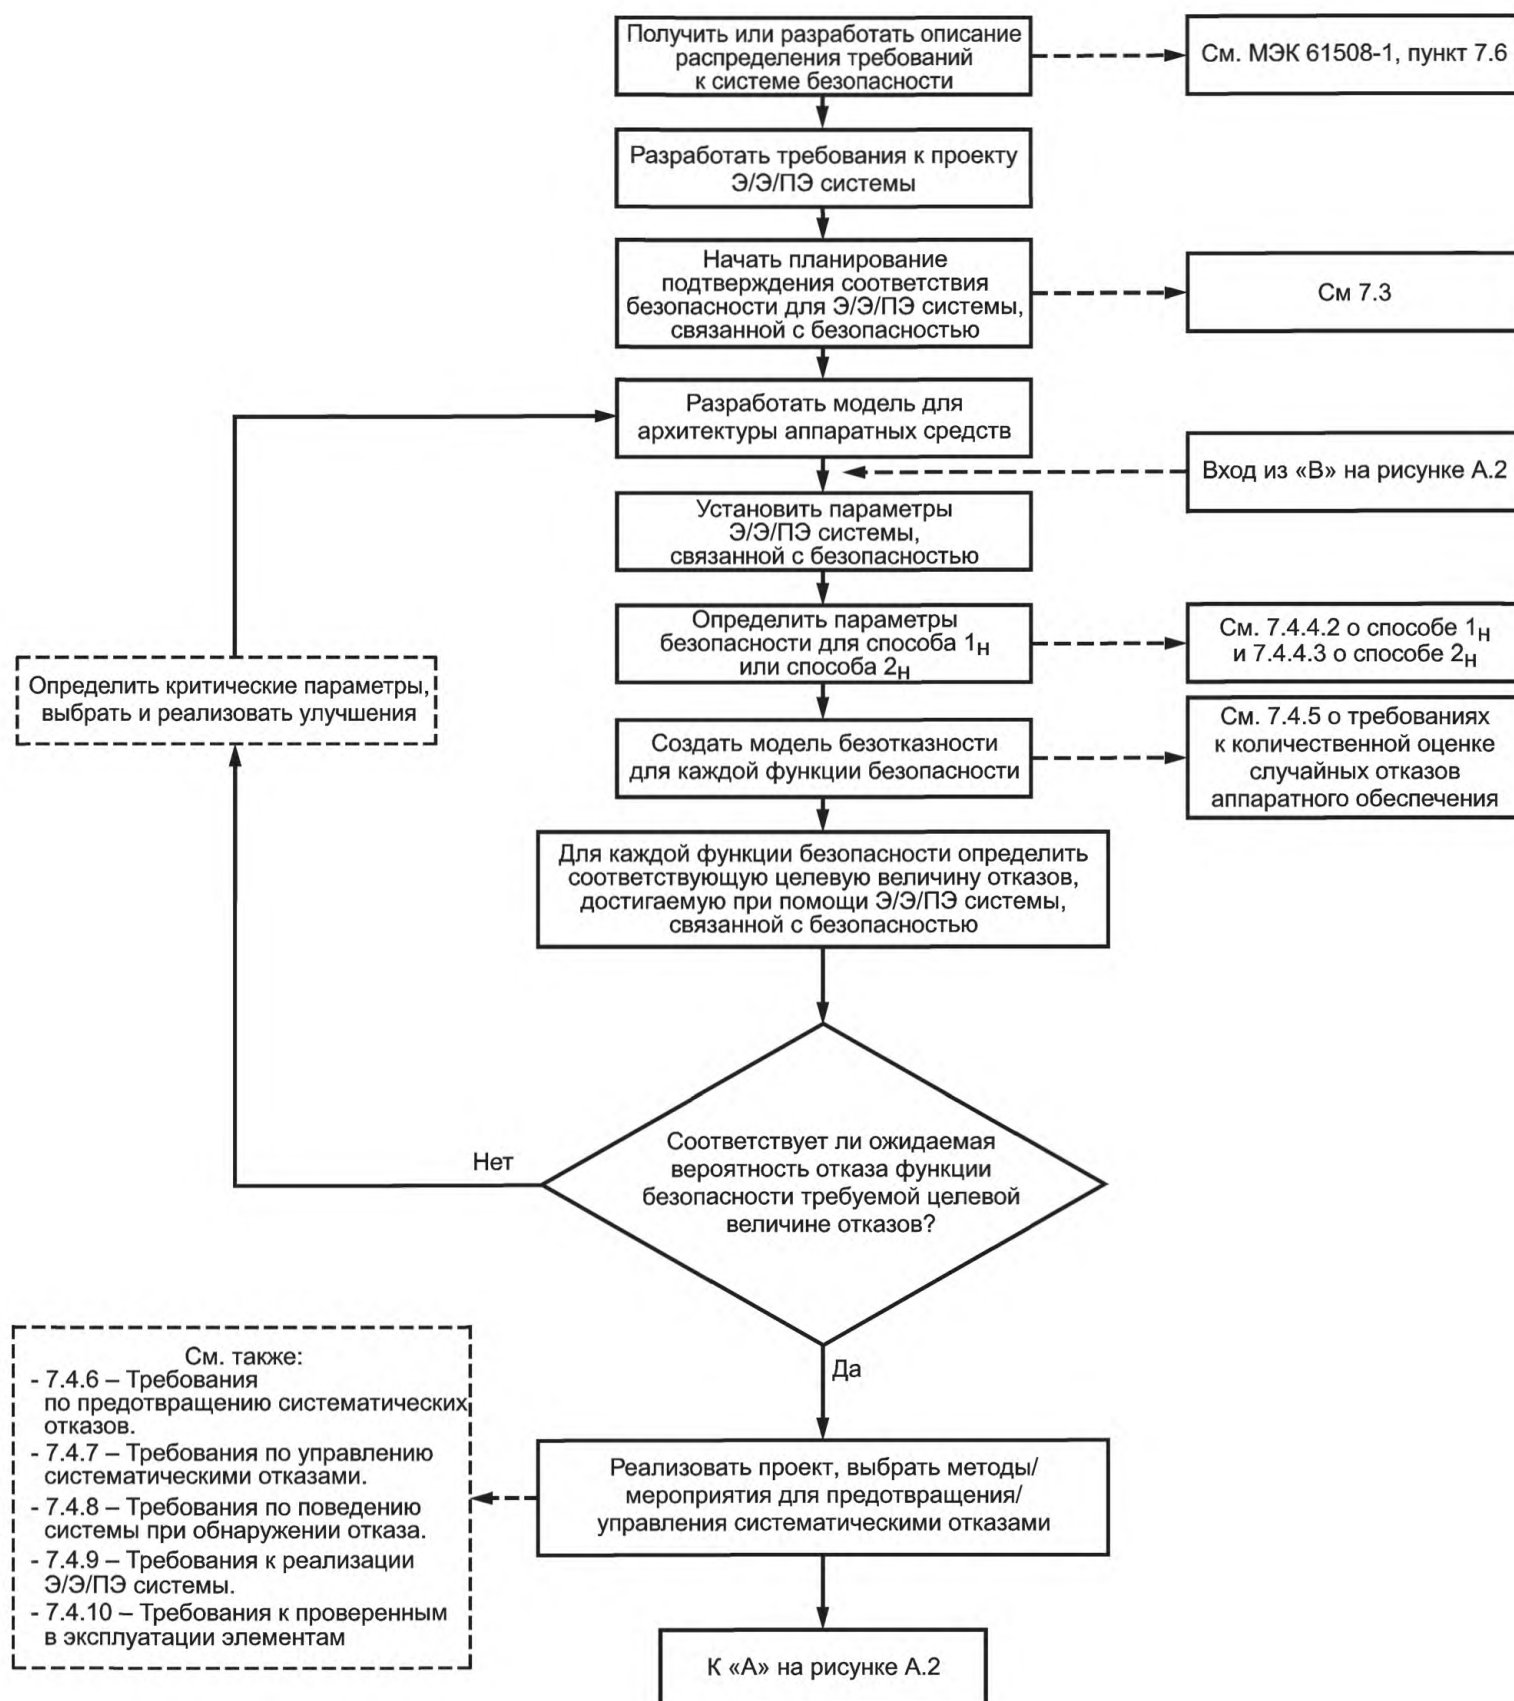 Получить или разработать описание
распределения требований
к системе безопасности
См. МЭК 61508-1, пункт 7.6
Разработать требования к проекту
Э/Э/ПЭ системы
Начать планирование
подтверждения соответствия
безопасности для Э/Э/ПЭ системы,
связанной с безопасностью
См 7.3
Разработать модель для
архитектуры аппаратных средств
Вход из «В» на рисунке А.2
Установить параметры
Э/Э/ПЭ системы,
связанной с безопасностью
Определить параметры
безопасности для способа 1н
или способа 2н
См. 7.4.4.2 о способе 1н
и 7.4.4.3 о способе 2н
Определить критические параметры,
выбрать и реализовать улучшения
Создать модель безотказности
для каждой функции безопасности
См. 7.4.5 о требованиях
к количественной оценке
случайных отказов
аппаратного обеспечения
Для каждой функции безопасности определить
соответствующую целевую величину отказов,
достигаемую при помощи Э/Э/ПЭ системы,
связанной с безопасностью
Соответствует ли ожидаемая
вероятность отказа функции
безопасности требуемой целевой
величине отказов?
Нет
Да
См. также:
- 7.4.6 – Требования
по предотвращению систематических
отказов.
- 7.4.7 – Требования по управлению
систематическими отказами.
- 7.4.8 – Требования по поведению
системы при обнаружении отказа.
- 7.4.9 – Требования к реализации
Э/Э/ПЭ системы.
- 7.4.10 – Требования к проверенным
в эксплуатации элементам
Реализовать проект, выбрать методы/
мероприятия для предотвращения/
управления систематическими отказами
К «А» на рисунке А.2